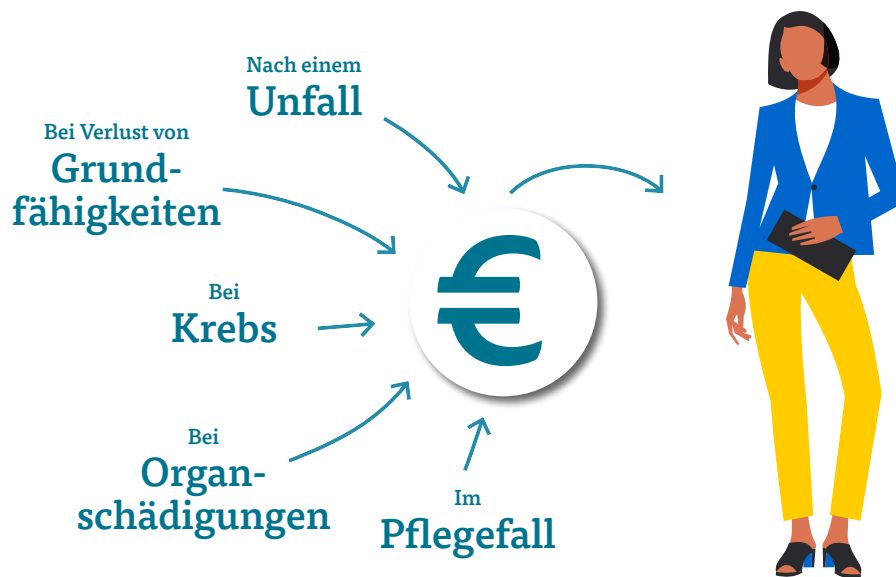 Nach einem
Unfall
Bei Verlust von
Grund-
fähigkeiten
Bei
Krebs
€
Bei
Organ-
schädigungen
Im
Pflegefall